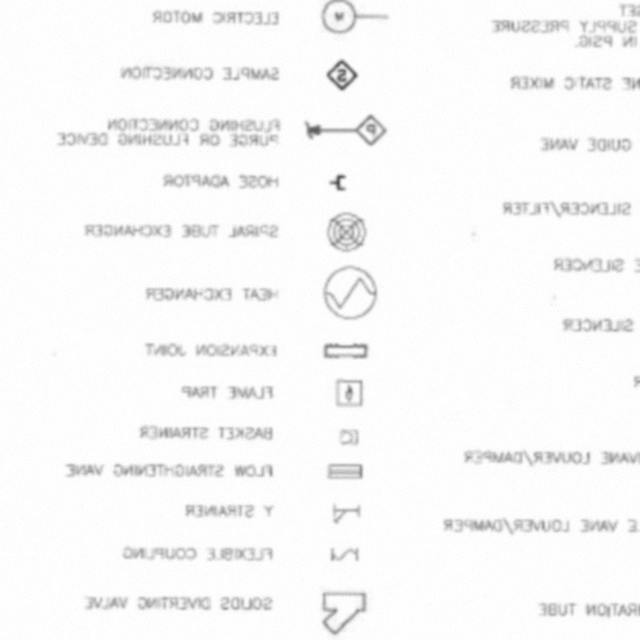 SUPPLY PRESSURE
IN PSIG.
STATIC MIXER
GUIDE VANE
SILENCER/FILTER
SILENCER
SILENCER
VANE LOUVER/DAMPER
VANE LOUVER/DAMPER
TUBE
M ELECTRIC MOTOR
S SAMPLE CONNECTION
P FLUSHING CONNECTION
PURGE OR FLUSHING DEVICE
HOSE ADAPTOR
SPIRAL TUBE EXCHANGER
HEAT EXCHANGER
EXPANSION JOINT
FLAME TRAP
BASKET STRAINER
FLOW STRAIGHTENING VANE
Y STRAINER
FLEXIBLE COUPLING
SOLIDS DIVERTING VALVE